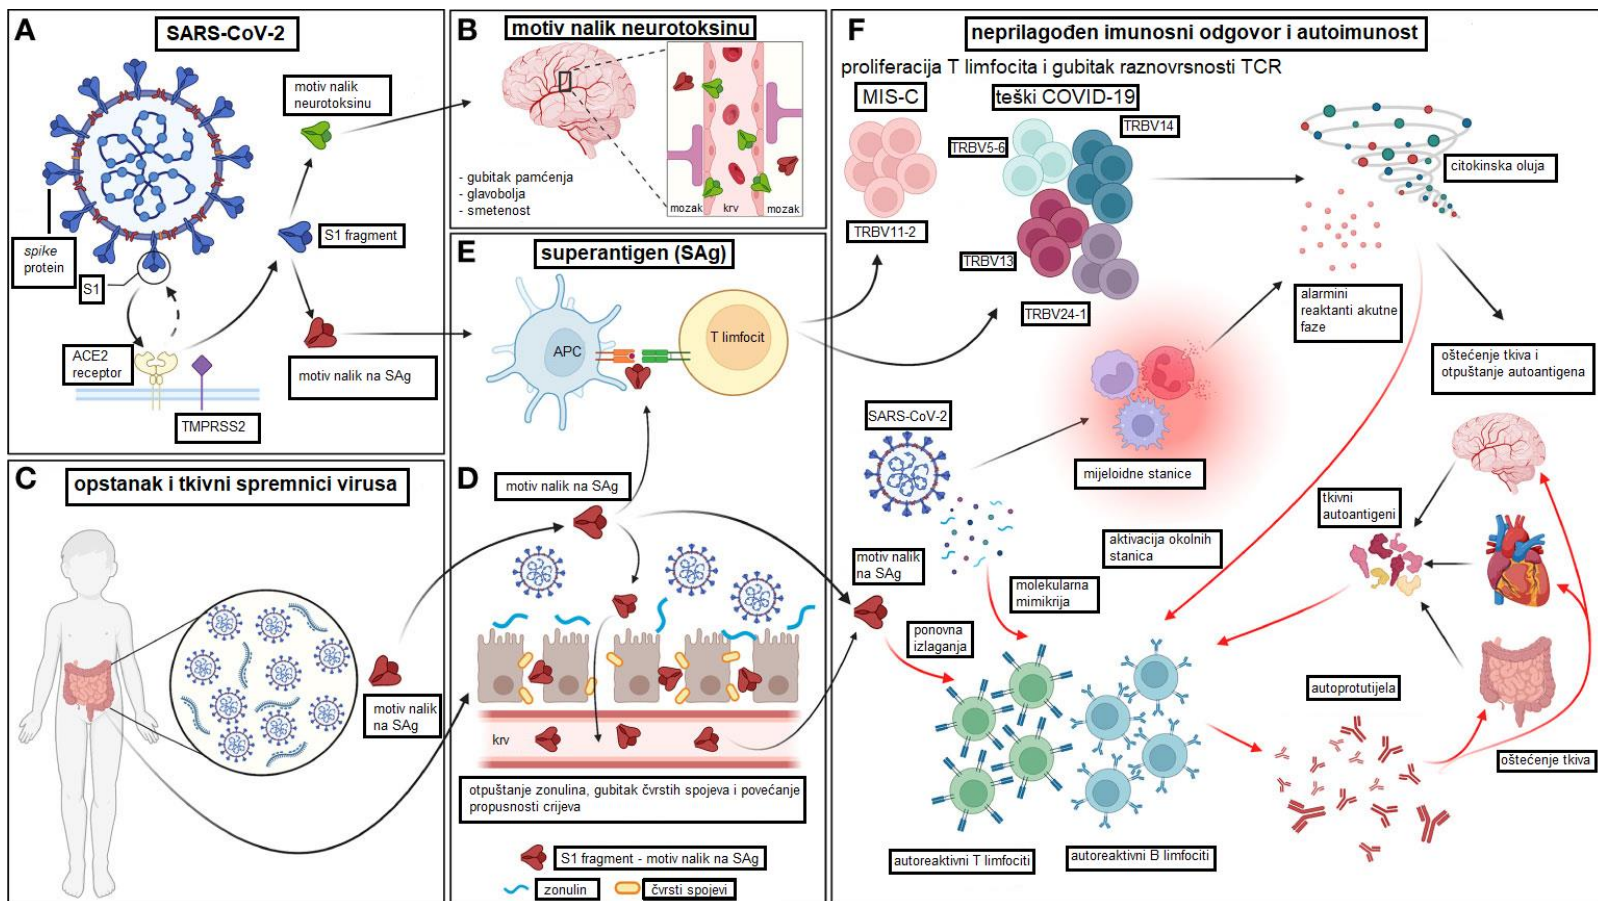 A
SARS-CoV-2
motiv nalik
neurotoksinu
S1 fragment
spike
protein
S1
ACE2
receptor
motiv nalik na SAg
TMPRSS2
B
motiv nalik neurotoksinu
- gubitak pamćenja
- glavobolja
- smetenost
mozak
krv
mozak
C
opstanak i tkivni spremnici virusa
motiv nalik
na SAg
D
motiv nalik na SAg
krv
otpuštanje zonulina, gubitak čvrstih spojeva i povećanje
propusnosti crijeva
S1 fragment - motiv nalik na SAg
zonulin
čvrsti spojevi
E
superantigen (SAg)
APC
T limfocit
F
neprilagođen imunosni odgovor i autoimunost
proliferacija T limfocita i gubitak raznovrsnosti TCR
MIS-C
teški COVID-19
TRBV14
TRBV5-6
TRBV11-2
TRBV13
TRBV24-1
citokinska oluja
alarmini
reaktanti akutne
faze
oštećenje tkiva i
otpuštanje autoantigena
SARS-CoV-2
mijeloidne stanice
tkivni
autoantigeni
aktivacija okolnih
stanica
motiv nalik
na SAg
molekularna
mimikrija
ponovna
izlaganja
autoprotutijela
oštećenje tkiva
autoreaktivni T limfociti
autoreaktivni B limfociti